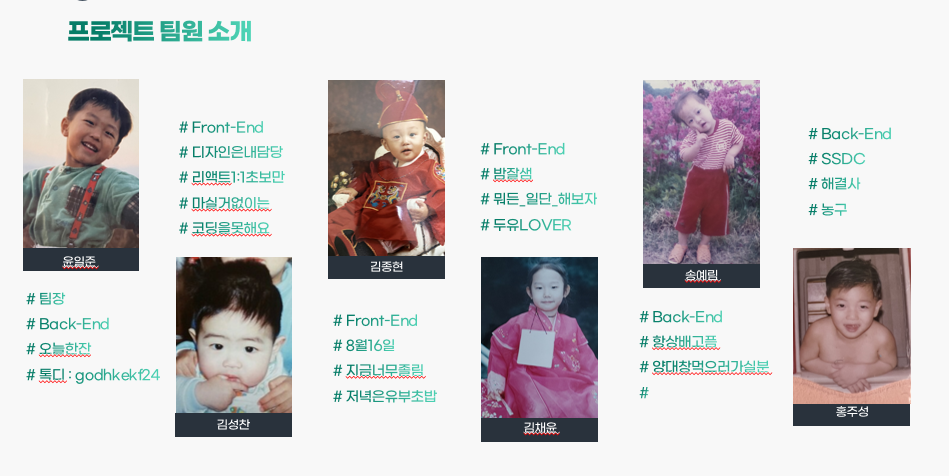 프로젝트 팀원 소개
# Front-End
# 디자인은내담당
# 리액트1:1초보만
# 마실거없이는
# 코딩을못해요
윤일준
# 팀장
# Back-End
# 오늘한잔
# 톡디 : godhkekf24
김성찬
# Front-End
# 밥잘샘
# 뭐든_일단_해보자
# 두유LOVER
김종현
# Front-End
# 8월16일
# 지금너무졸림
# 저녁은유부초밥
김채윤
# Back-End
# SSDC
# 해결사
# 농구
송예림
# Back-End
# 항상배고픔
# 양대창먹으러가실분
#
홍주성